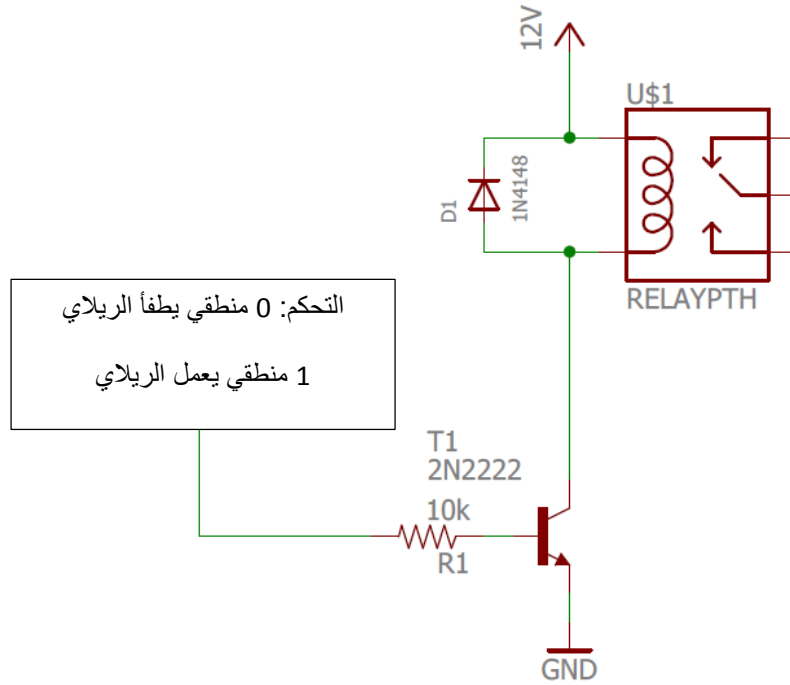 12V
U$1
D1
1N4148
RELAYPTH
التحكم: 0 منطقي يطفأ الريلاي
1 منطقي يعمل الريلاي
T1
2N2222
10k
R1
GND